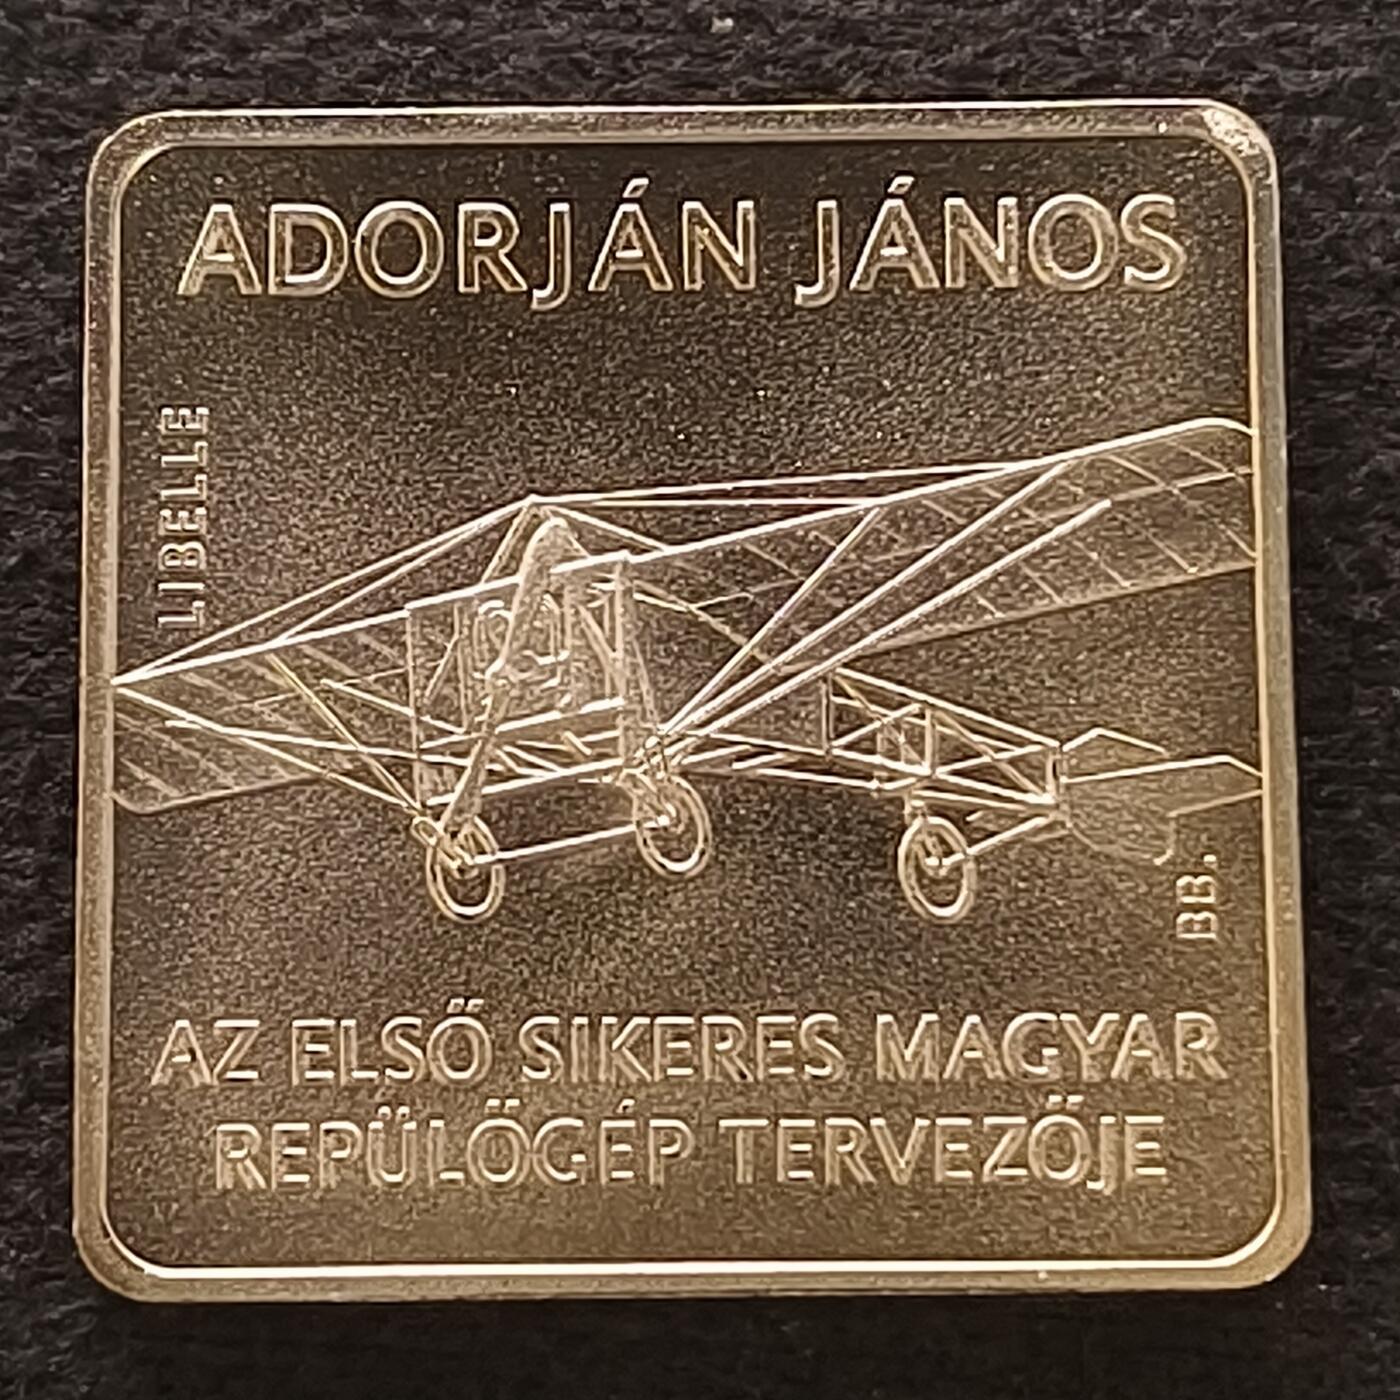 ADORJÁN JÁNOS
LIBELLE
BB.
AZ ELSŐ SIKERES MAGYAR
REPÜLŐGÉP TERVEZŐJE